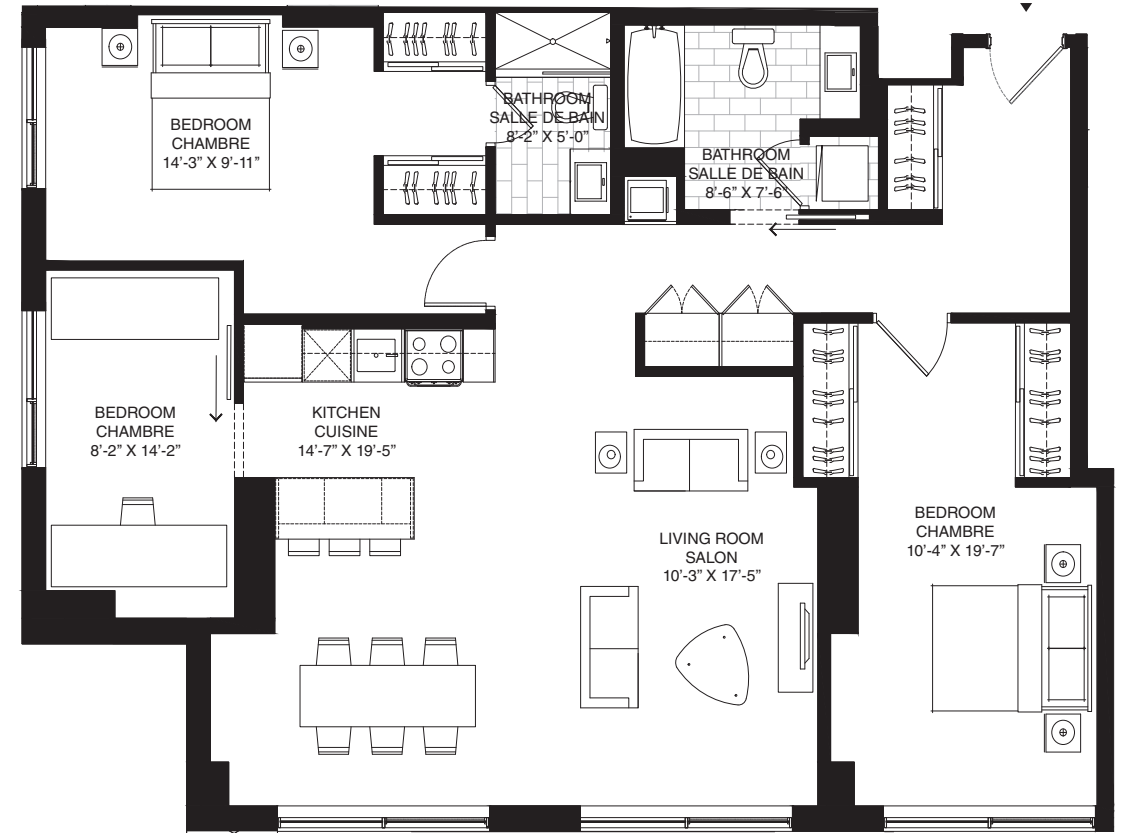 BEDROOM
CHAMBRE
14’-3” X 9’-11”
BATHROOM
SALLE DE BAIN
8’-2” X 5’-0”
BATHROOM
SALLE DE BAIN
8’-6” X 7’-6”
BEDROOM
CHAMBRE
8’-2” X 14’-2”
KITCHEN
CUISINE
14’-7” X 19’-5”
LIVING ROOM
SALON
10’-3” X 17’-5”
BEDROOM
CHAMBRE
10’-4” X 19’-7”